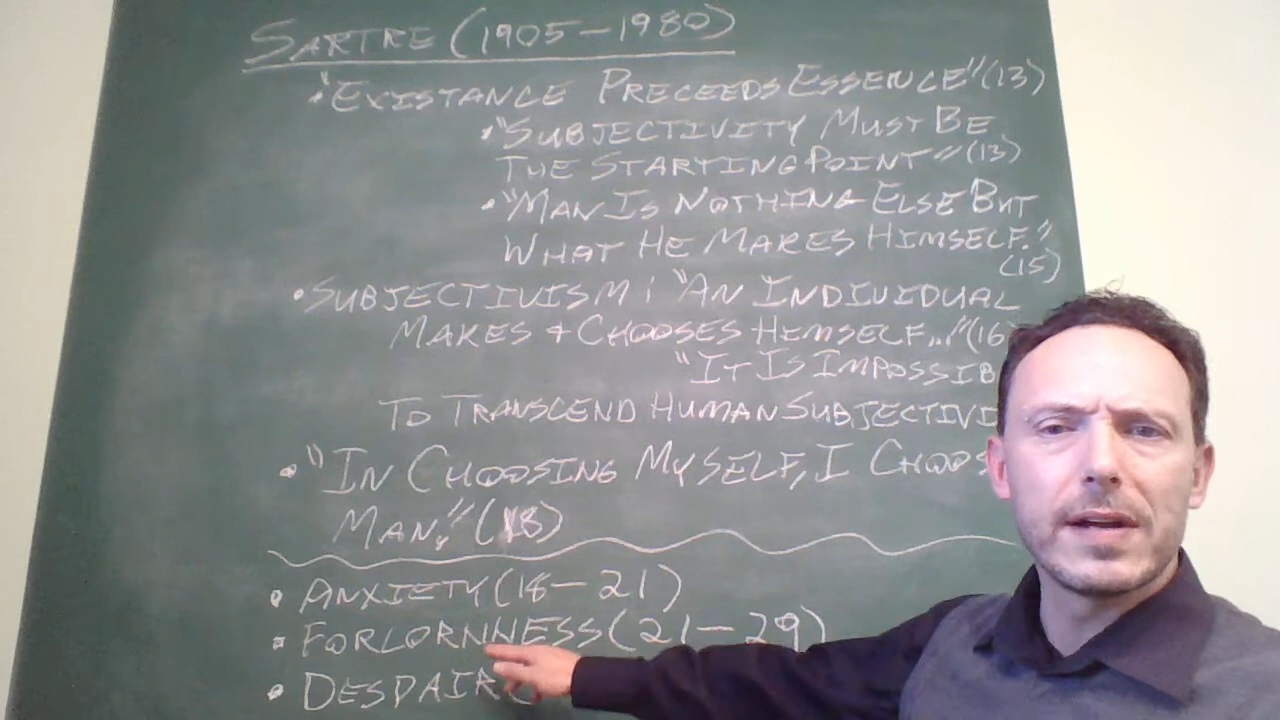 SARTRE (1905-1980)
• "EXISTANCE PRECEEDS ESSENCE" (13)
• "SUBJECTIVITY MUST BE
THE STARTING POINT" (13)
• "MAN IS NOTHING ELSE BUT
WHAT HE MAKES HIMSELF."
(15)
• SUBJECTIVISM: "AN INDIVIDUAL
MAKES + CHOOSES HEMSELF..." (16
"IT IS IMPOSSIB
TO TRANSCEND HUMAN SUBJECTIVI
• "IN CHOOSING MYSELF, I CHOOS
MAN." (18)
• ANXIETY (18-21)
• FORLORNNESS (21-29)
• DESPAIR